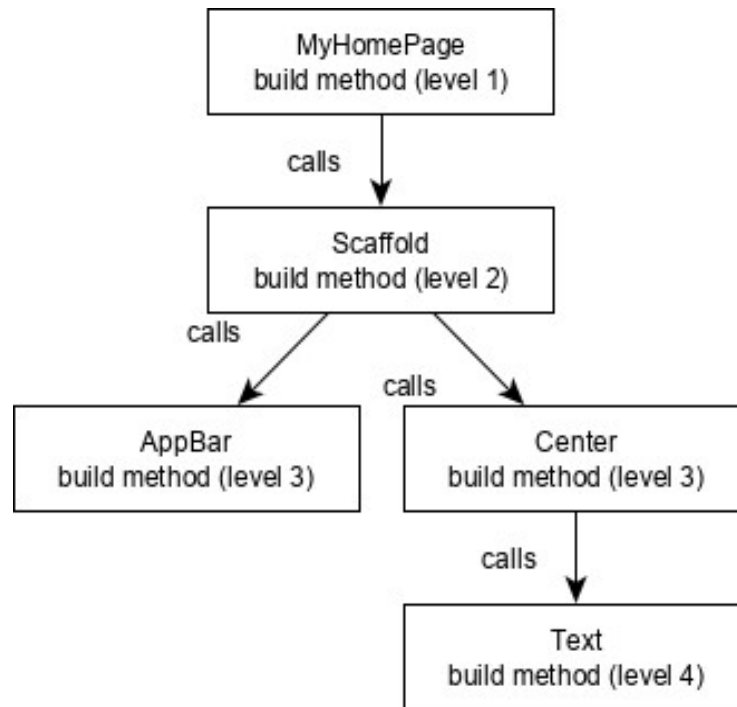 MyHomePage
build method (level 1)
calls
Scaffold
build method (level 2)
calls
calls
AppBar
build method (level 3)
Center
build method (level 3)
calls
Text
build method (level 4)